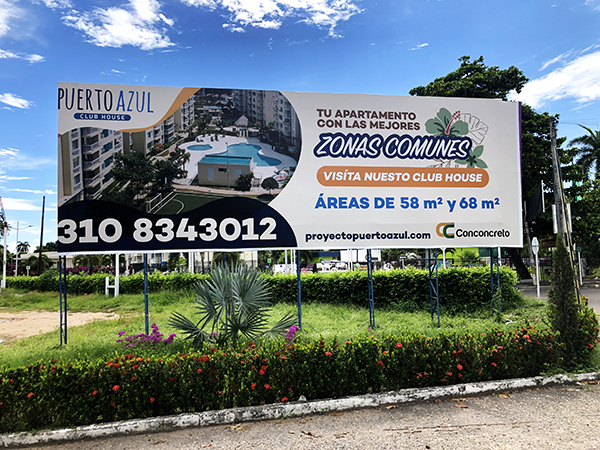 PUERTO AZUL
CLUB HOUSE
TU APARTAMENTO
CON LAS MEJORES
ZONAS COMUNES
VISÍTA NUESTO CLUB HOUSE
ÁREAS DE 58 m² y 68 m²
310 8343012
proyectopuertoazul.com
Conconcreto